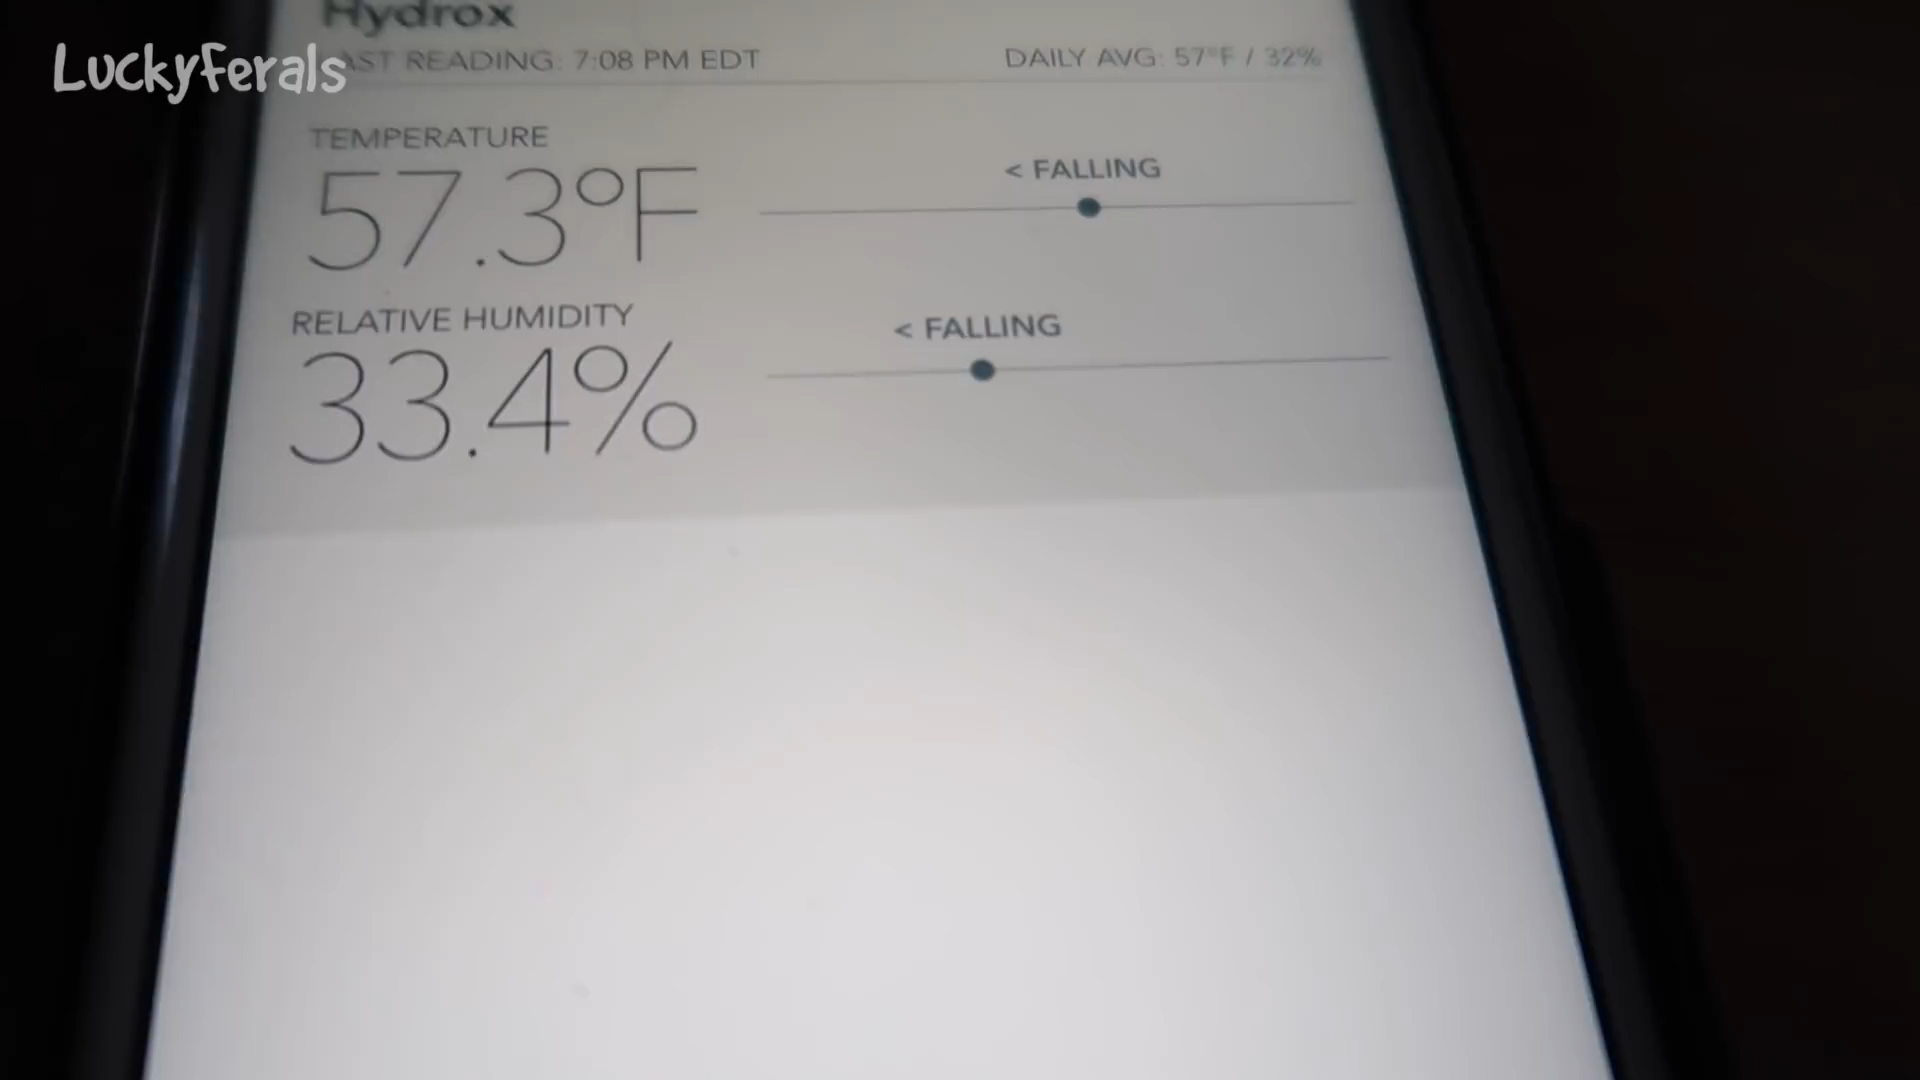 Hydrox
LuckyFerals
AST READING: 7:08 PM EDT
DAILY AVG: 57°F / 32%
TEMPERATURE
57.3°F
< FALLING
RELATIVE HUMIDITY
33.4%
< FALLING